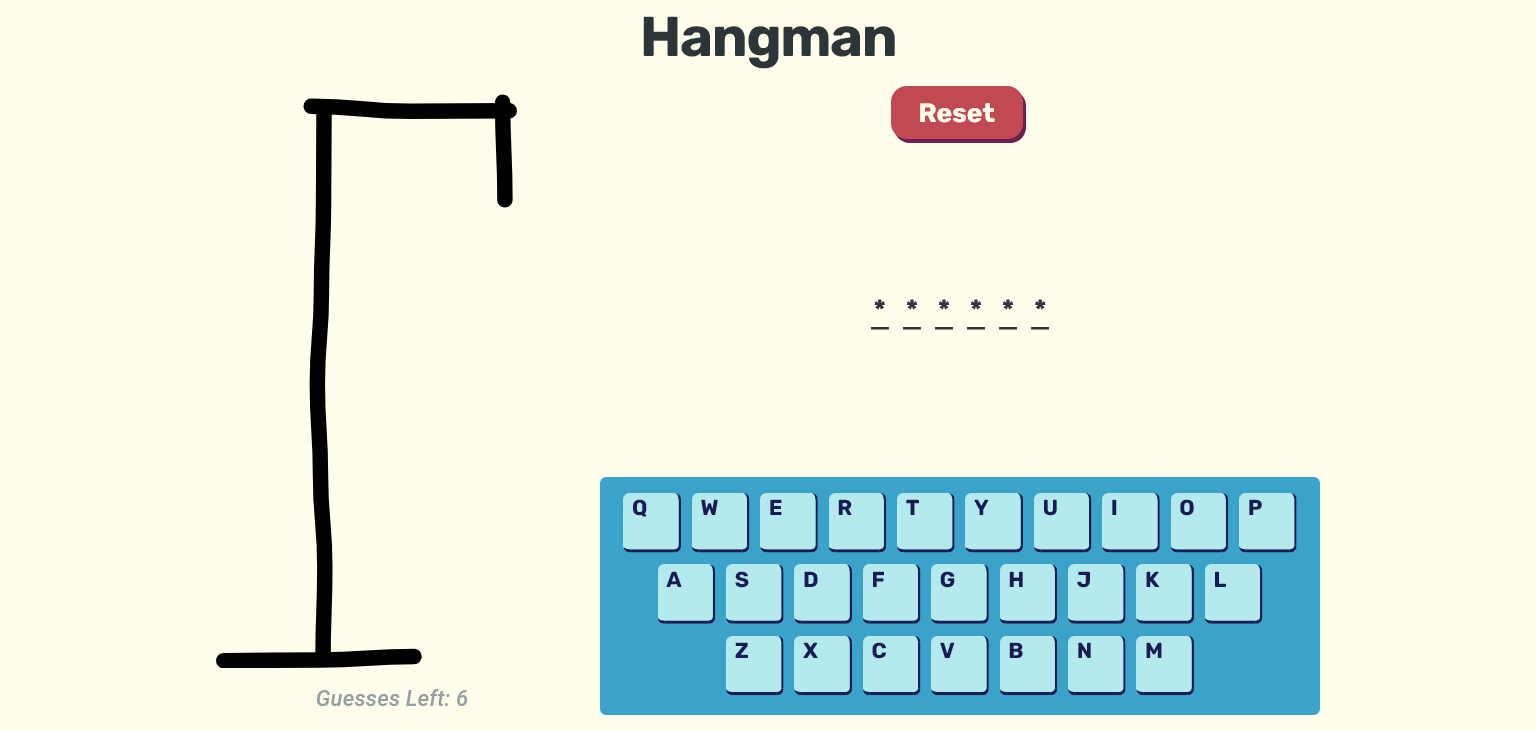 Hangman
Reset
* * * * * *
Q W E R T Y U I O P
A S D F G H J K L
Z X C V B N M
Guesses Left: 6